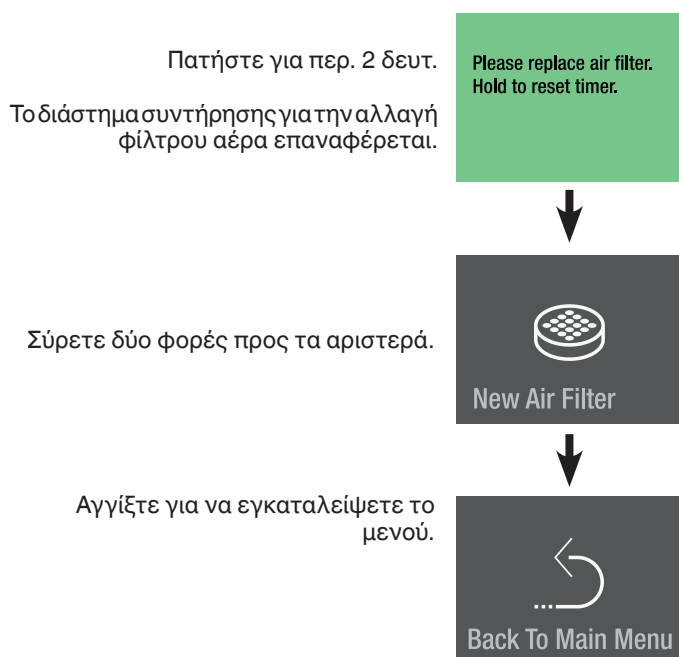 Πατήστε για περ. 2 δευτ.
Το διάστημα συντήρησης για την αλλαγή
φίλτρου αέρα επαναφέρεται.
Please replace air filter.
Hold to reset timer.
Σύρετε δύο φορές προς τα αριστερά.
New Air Filter
Αγγίξτε για να εγκαταλείψετε το
μενού.
Back To Main Menu